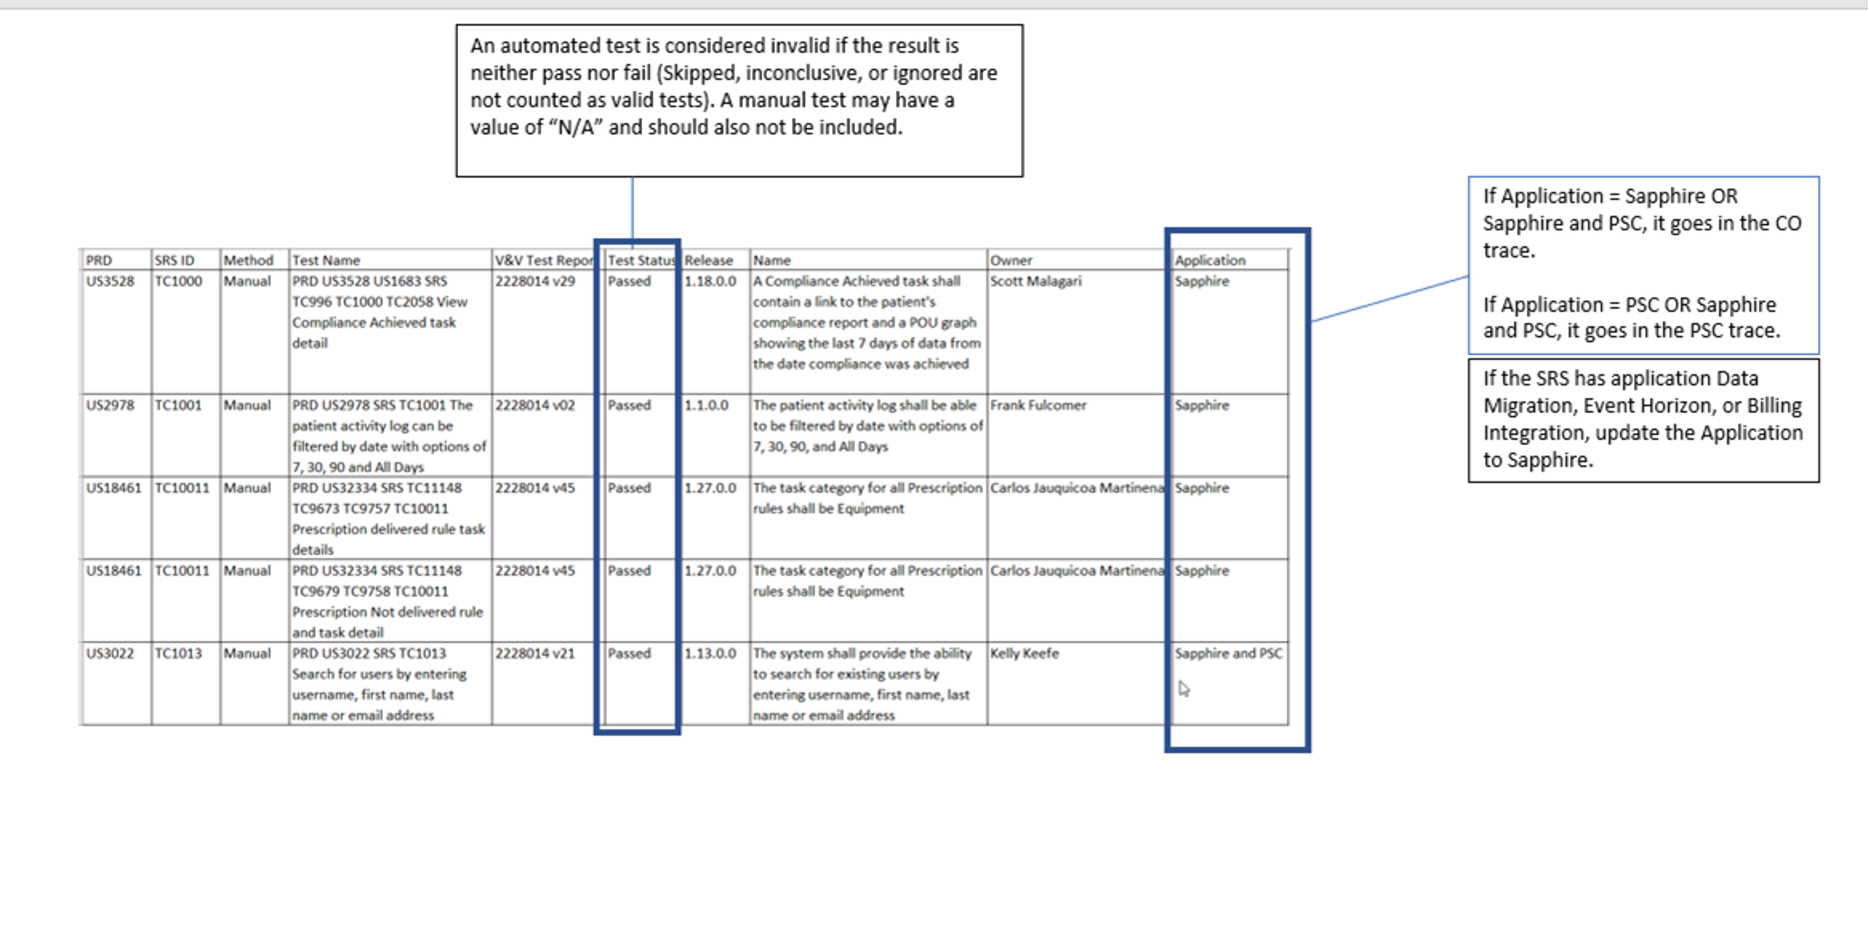 An automated test is considered invalid if the result is
neither pass nor fail (Skipped, inconclusive, or ignored are
not counted as valid tests). A manual test may have a
value of “N/A” and should also not be included.
If Application = Sapphire OR
Sapphire and PSC, it goes in the CO
trace.
If Application = PSC OR Sapphire
and PSC, it goes in the PSC trace.
If the SRS has application Data
Migration, Event Horizon, or Billing
Integration, update the Application
to Sapphire.
PRD SRS ID Method Test Name V&V Test Repor Test Status Release Name Owner Application
US3528 TC1000 Manual PRD US3528 US1683 SRS 2228014 v29 Passed 1.18.0.0 A Compliance Achieved task shall Scott Malagari Sapphire
TC996 TC1000 TC2058 View contain a link to the patient's
Compliance Achieved task compliance report and a POU graph
detail showing the last 7 days of data from
the date compliance was achieved
US2978 TC1001 Manual PRD US2978 SRS TC1001 The 2228014 v02 Passed 1.1.0.0 The patient activity log shall be able Frank Fulcomer Sapphire
patient activity log can be to be filtered by date with options of
filtered by date with options of 7, 30, 90, and All Days
7, 30, 90 and All Days
US18461 TC10011 Manual PRD US32334 SRS TC11148 2228014 v45 Passed 1.27.0.0 The task category for all Prescription Carlos Jauquicoa Martinena Sapphire
TC9673 TC9757 TC10011 rules shall be Equipment
Prescription delivered rule task
details
US18461 TC10011 Manual PRD US32334 SRS TC11148 2228014 v45 Passed 1.27.0.0 The task category for all Prescription Carlos Jauquicoa Martinena Sapphire
TC9679 TC9758 TC10011 rules shall be Equipment
Prescription Not delivered rule
and task detail
US3022 TC1013 Manual PRD US3022 SRS TC1013 2228014 v21 Passed 1.13.0.0 The system shall provide the ability Kelly Keefe Sapphire and PSC
Search for users by entering to search for existing users by
username, first name, last entering username, first name, last
name or email address name or email address